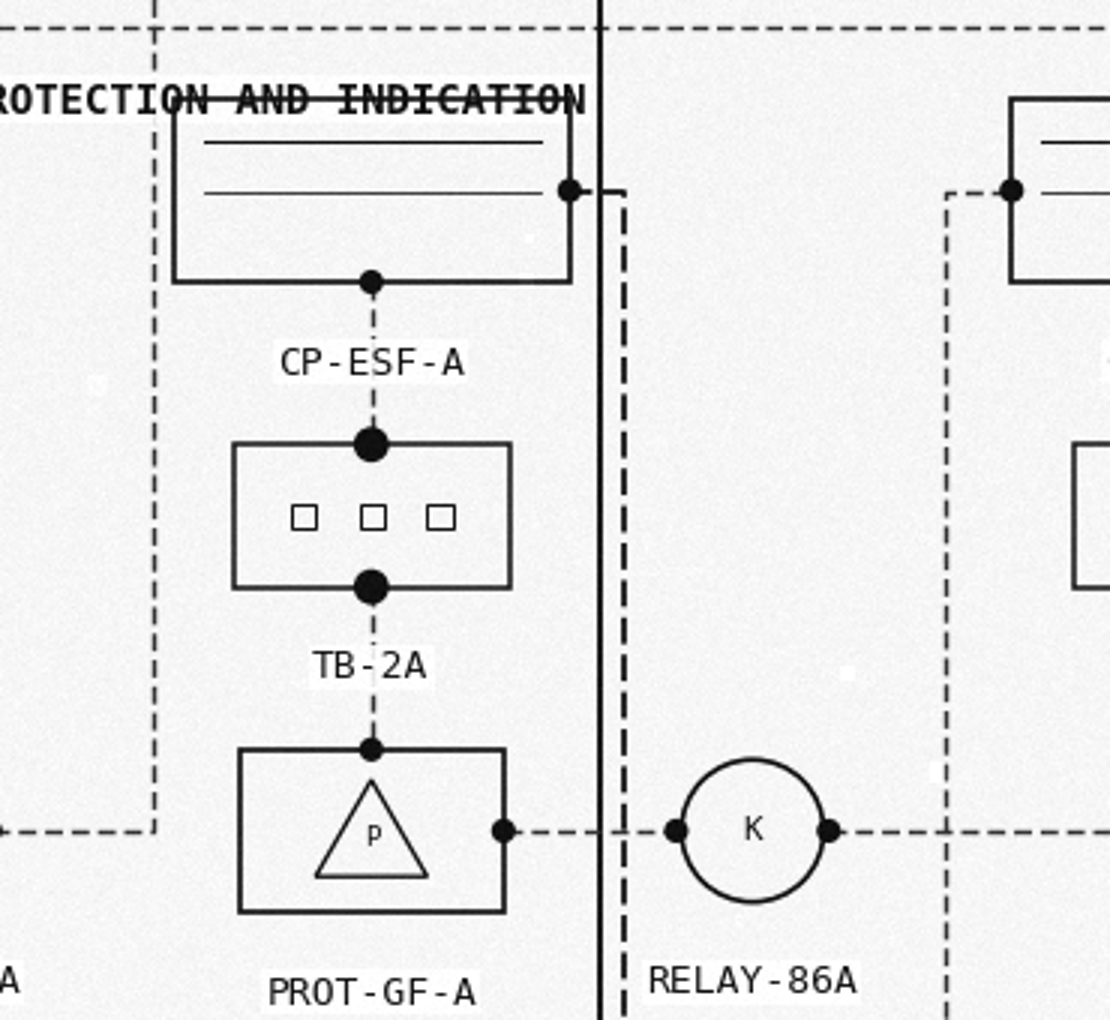 ROTECTION AND INDICATION
CP-ESF-A
TB-2A
P
K
A
PROT-GF-A
RELAY-86A